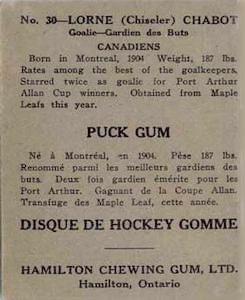 No. 30—LORNE (Chiseler) CHABOT
Goalie—Gardien des Buts
CANADIENS
Born in Montreal, 1904 Weight, 187 lbs.
Rates among the best of the goalkeepers.
Starred twice as goalie for Port Arthur
Allan Cup winners. Obtained from Maple
Leafs this year.
PUCK GUM
Né à Montréal, en 1904. Pèse 187 lbs.
Renommé parmi les meilleurs gardiens des
buts. Deux fois gardien émérite pour les
Port Arthur. Gagnant de la Coupe Allan.
Transfuge des Maple Leaf, cette année.
DISQUE DE HOCKEY GOMME
HAMILTON CHEWING GUM, LTD.
Hamilton, Ontario